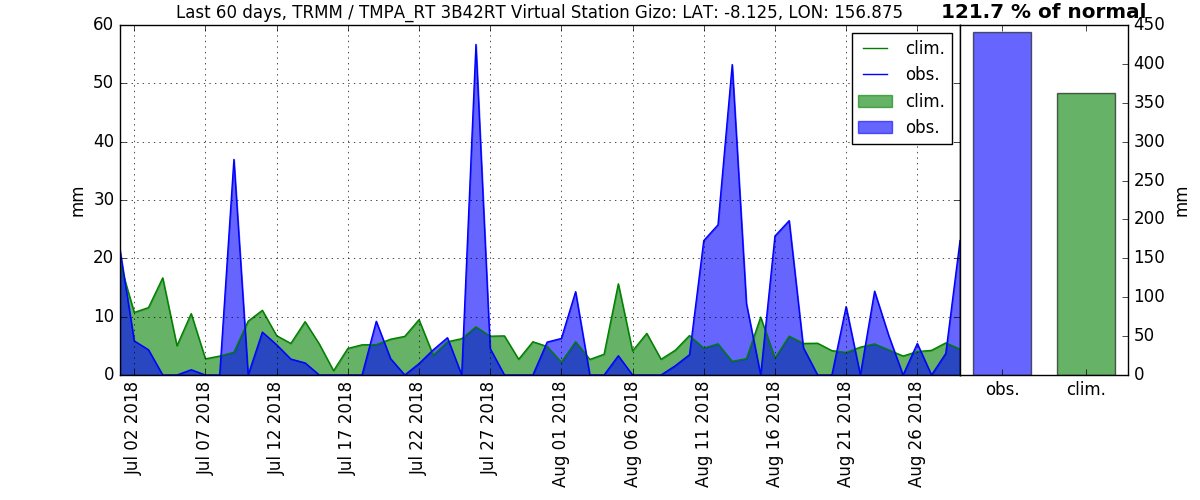 Last 60 days, TRMM / TMPA_RT 3B42RT Virtual Station Gizo: LAT: -8.125, LON: 156.875
121.7 % of normal
60
50
40
30
20
10
0
mm
clim.
obs.
clim.
obs.
450
400
350
300
250
200
150
100
50
0
mm
obs.
clim.
Jul 02 2018
Jul 07 2018
Jul 12 2018
Jul 17 2018
Jul 22 2018
Jul 27 2018
Aug 01 2018
Aug 06 2018
Aug 11 2018
Aug 16 2018
Aug 21 2018
Aug 26 2018